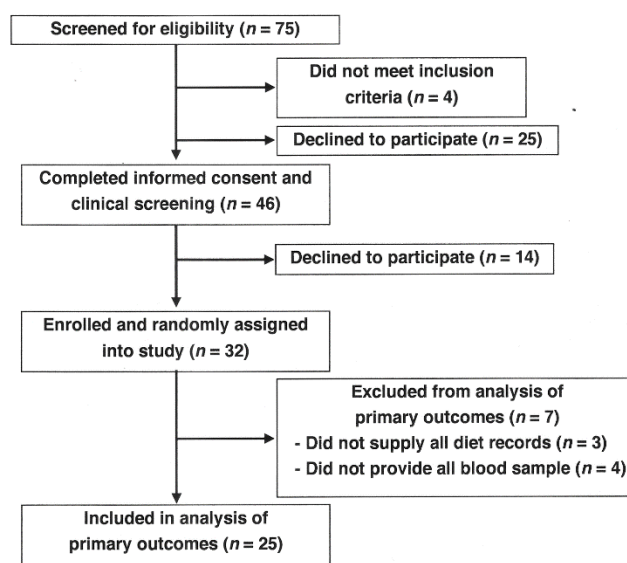 Screened for eligibility (n = 75)
Did not meet inclusion
criteria (n = 4)
Declined to participate (n = 25)
Completed informed consent and
clinical screening (n = 46)
Declined to participate (n = 14)
Enrolled and randomly assigned
into study (n = 32)
Excluded from analysis of
primary outcomes (n = 7)
- Did not supply all diet records (n = 3)
- Did not provide all blood sample (n = 4)
Included in analysis of
primary outcomes (n = 25)